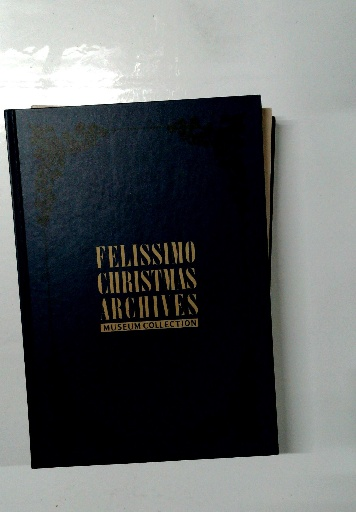 FELISSIMO
CHRISTMAS
ARCHIVES
MUSEUM COLLECTION